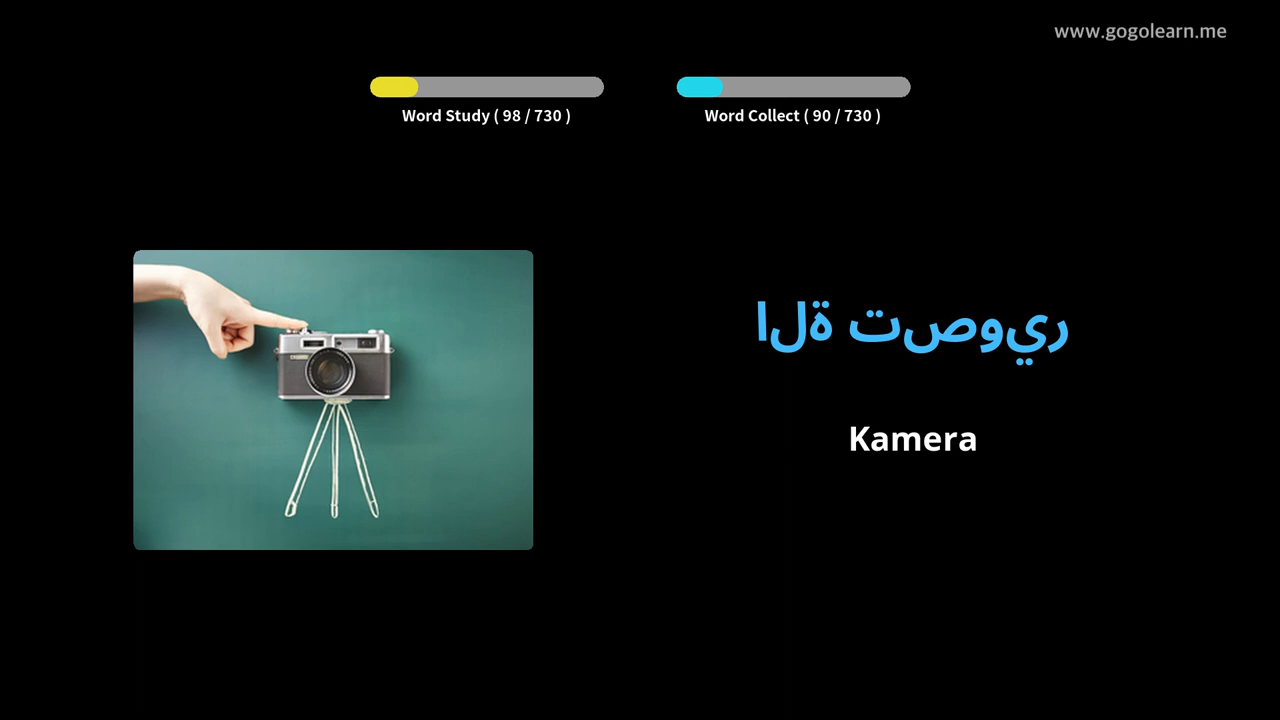 www.gogolearn.me
Word Study ( 98 / 730 )
Word Collect ( 90 / 730 )
الة تصوير
Kamera